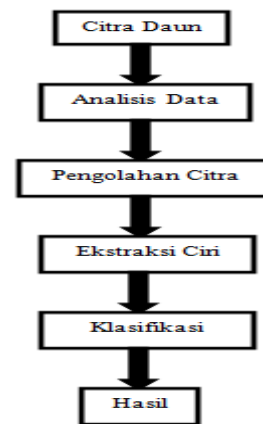 Citra Daun
Analisis Data
Pengolahan Citra
Ekstraksi Ciri
Klasifikasi
Hasil